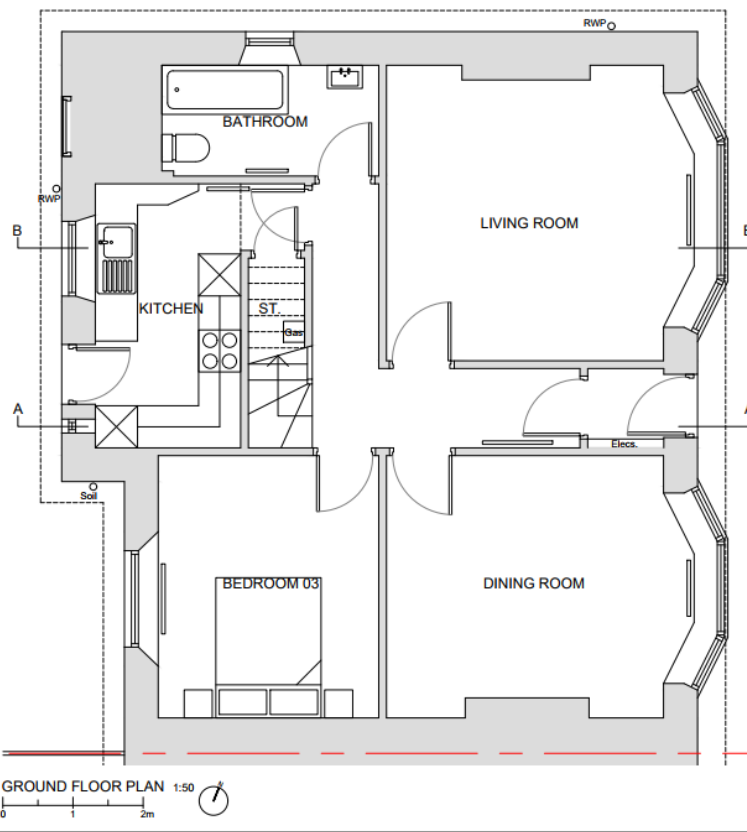 RWP
BATHROOM
RWP
B
LIVING ROOM
KITCHEN
ST.
Gas
A
Elecs.
Soil
BEDROOM 03
DINING ROOM
GROUND FLOOR PLAN 1:50
N
0 1 2m